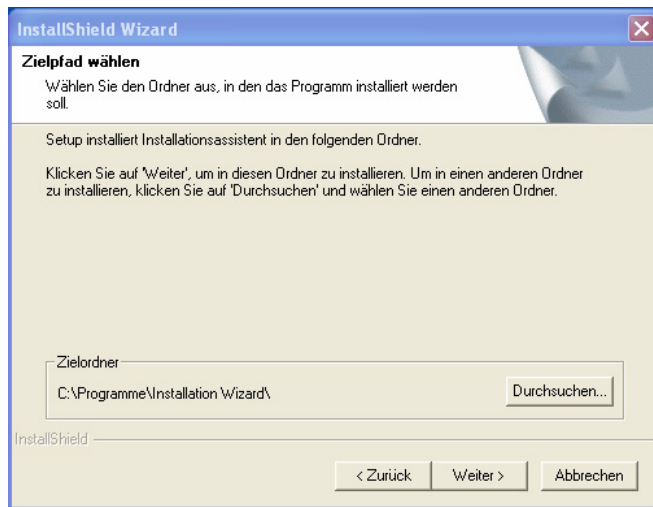 InstallShield Wizard
Zielpfad wählen
Wählen Sie den Ordner aus, in den das Programm installiert werden
soll.
Setup installiert Installationsassistent in den folgenden Ordner.
Klicken Sie auf 'Weiter', um in diesen Ordner zu installieren. Um in einen anderen Ordner
zu installieren, klicken Sie auf 'Durchsuchen' und wählen Sie einen anderen Ordner.
Zielordner
C:\Programme\Installation Wizard\
Durchsuchen...
InstallShield
< Zurück
Weiter >
Abbrechen